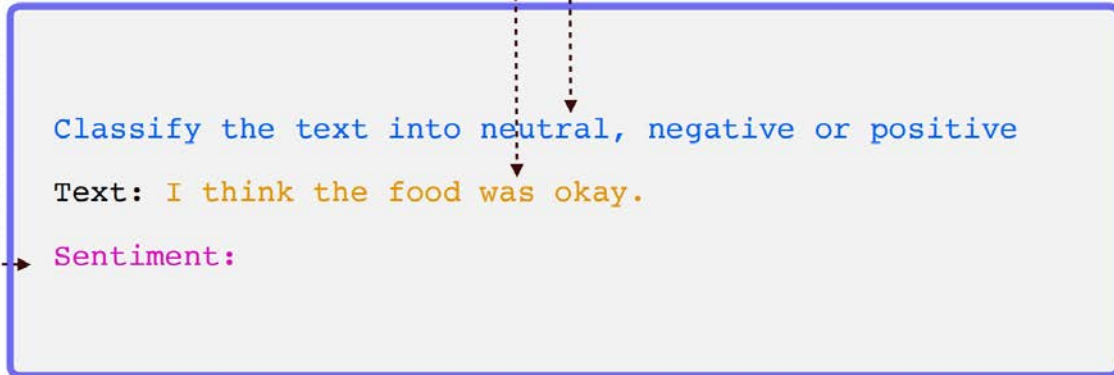 Classify the text into neutral, negative or positive
Text: I think the food was okay.
Sentiment: